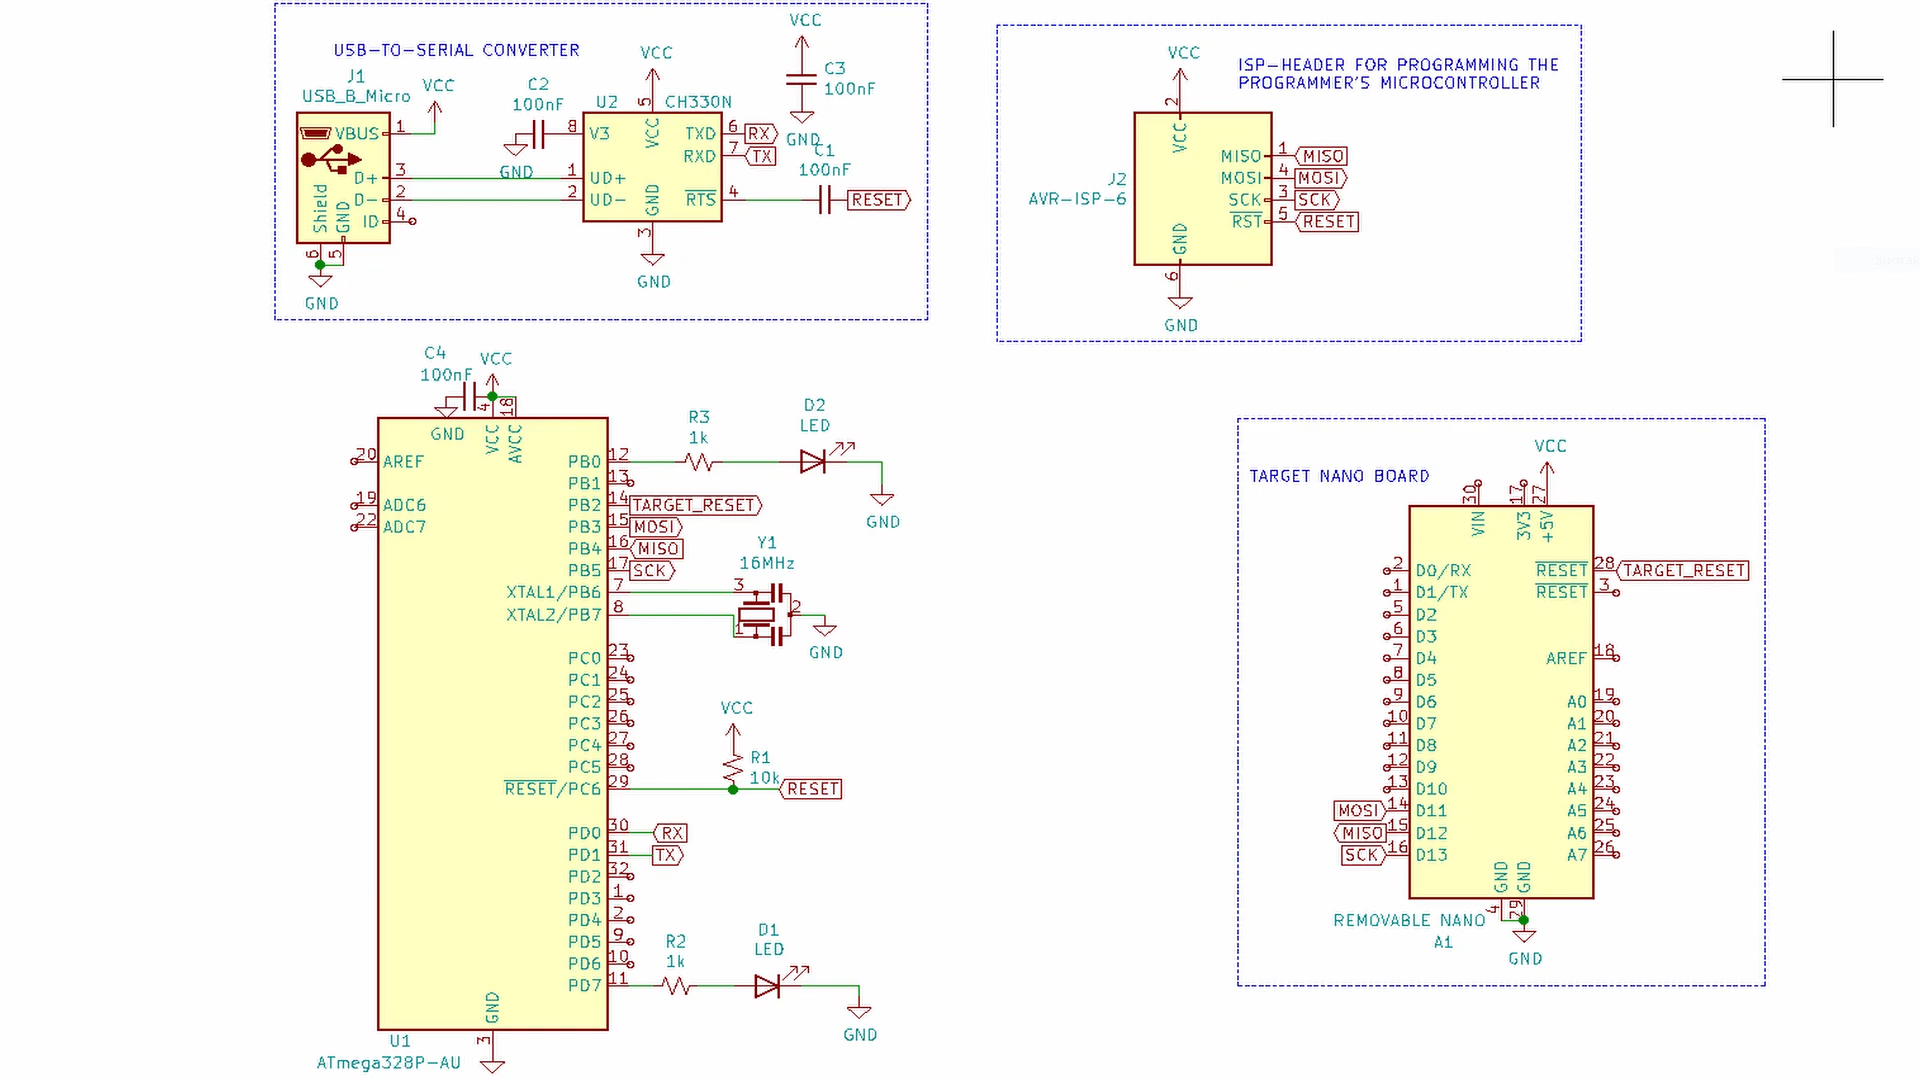 USB-TO-SERIAL CONVERTER
J1
USB_B_Micro
VCC
VBUS
1
D+
3
D-
2
ID
4
Shield
GND
6
5
GND
C2
100nF
GND
U2
CH330N
VCC
5
VCC
8
V3
1
UD+
2
UD-
GND
3
GND
TXD
6
RX
RXD
7
TX
RTS
4
VCC
C3
100nF
GND
C1
100nF
RESET
ISP-HEADER FOR PROGRAMMING THE
PROGRAMMER'S MICROCONTROLLER
VCC
2
VCC
J2
AVR-ISP-6
MISO
1
MISO
MOSI
4
MOSI
SCK
3
SCK
RST
5
RESET
GND
6
GND
C4
100nF
VCC
GND
4
18
VCC
AVCC
20
AREF
19
ADC6
22
ADC7
PB0
12
PB1
13
PB2
14
TARGET_RESET
PB3
15
MOSI
PB4
16
MISO
PB5
17
SCK
XTAL1/PB6
7
XTAL2/PB7
8
PC0
23
PC1
24
PC2
25
PC3
26
PC4
27
PC5
28
RESET/PC6
29
PD0
30
RX
PD1
31
TX
PD2
32
PD3
1
PD4
2
PD5
9
PD6
10
PD7
11
GND
3
U1
ATmega328P-AU
R3
1k
D2
LED
GND
Y1
16MHz
3
2
1
GND
VCC
R1
10k
RESET
R2
1k
D1
LED
GND
TARGET NANO BOARD
VCC
30
17
27
VIN
3V3
+5V
2
D0/RX
1
D1/TX
5
D2
6
D3
7
D4
8
D5
9
D6
10
D7
11
D8
12
D9
13
D10
MOSI
14
D11
MISO
15
D12
SCK
16
D13
RESET
28
TARGET_RESET
RESET
3
AREF
18
A0
19
A1
20
A2
21
A3
22
A4
23
A5
24
A6
25
A7
26
GND
GND
4
29
REMOVABLE NANO
A1
GND